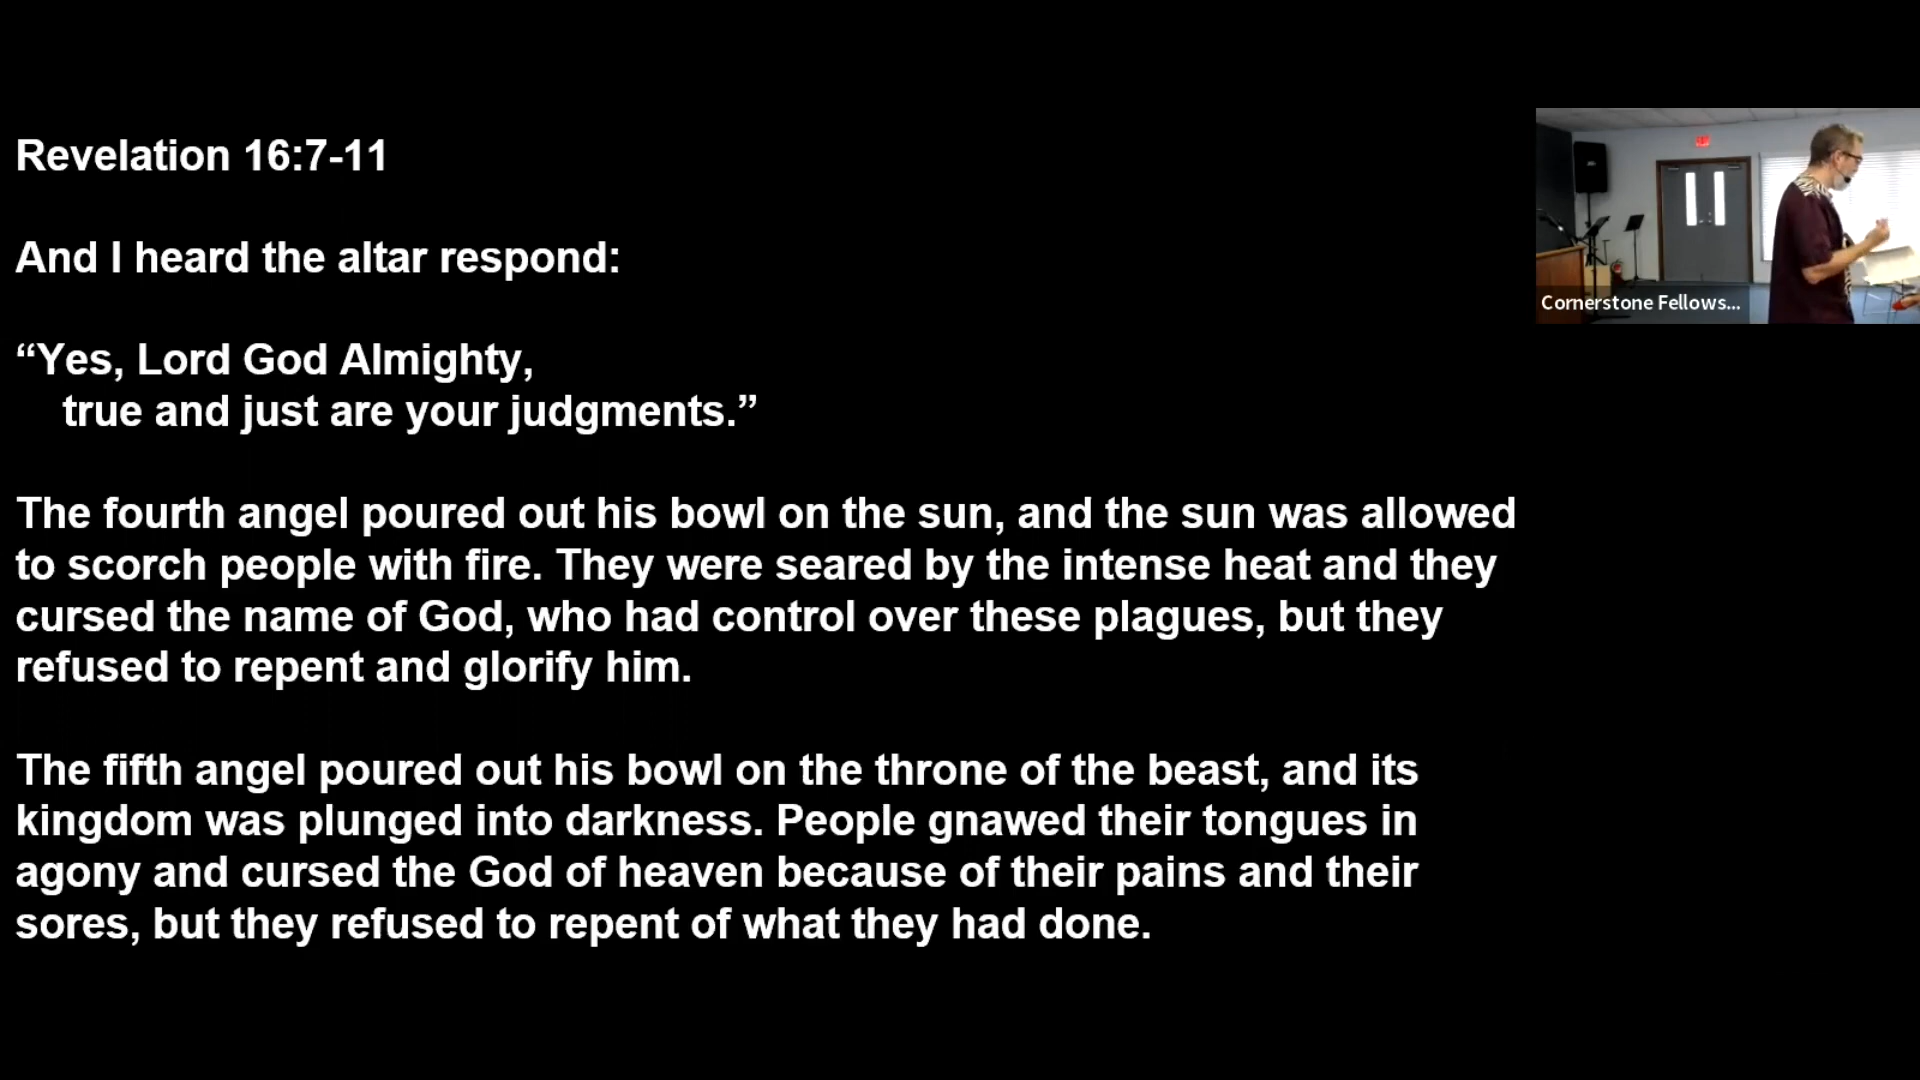 Revelation 16:7-11
And I heard the altar respond:
“Yes, Lord God Almighty,
true and just are your judgments.”
The fourth angel poured out his bowl on the sun, and the sun was allowed
to scorch people with fire. They were seared by the intense heat and they
cursed the name of God, who had control over these plagues, but they
refused to repent and glorify him.
The fifth angel poured out his bowl on the throne of the beast, and its
kingdom was plunged into darkness. People gnawed their tongues in
agony and cursed the God of heaven because of their pains and their
sores, but they refused to repent of what they had done.
Cornerstone Fellows...